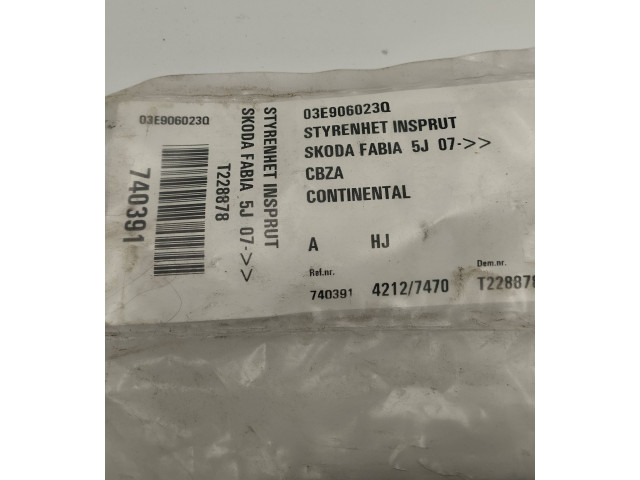 03E906023Q
740391
T228878
SKODA FABIA 5J 07->>
STYRENHET INSPRUT
03E906023Q
STYRENHET INSPRUT
SKODA FABIA 5J 07->>
CBZA
CONTINENTAL
A HJ
Ref.nr. Dem.nr.
740391 4212/7470 T228878